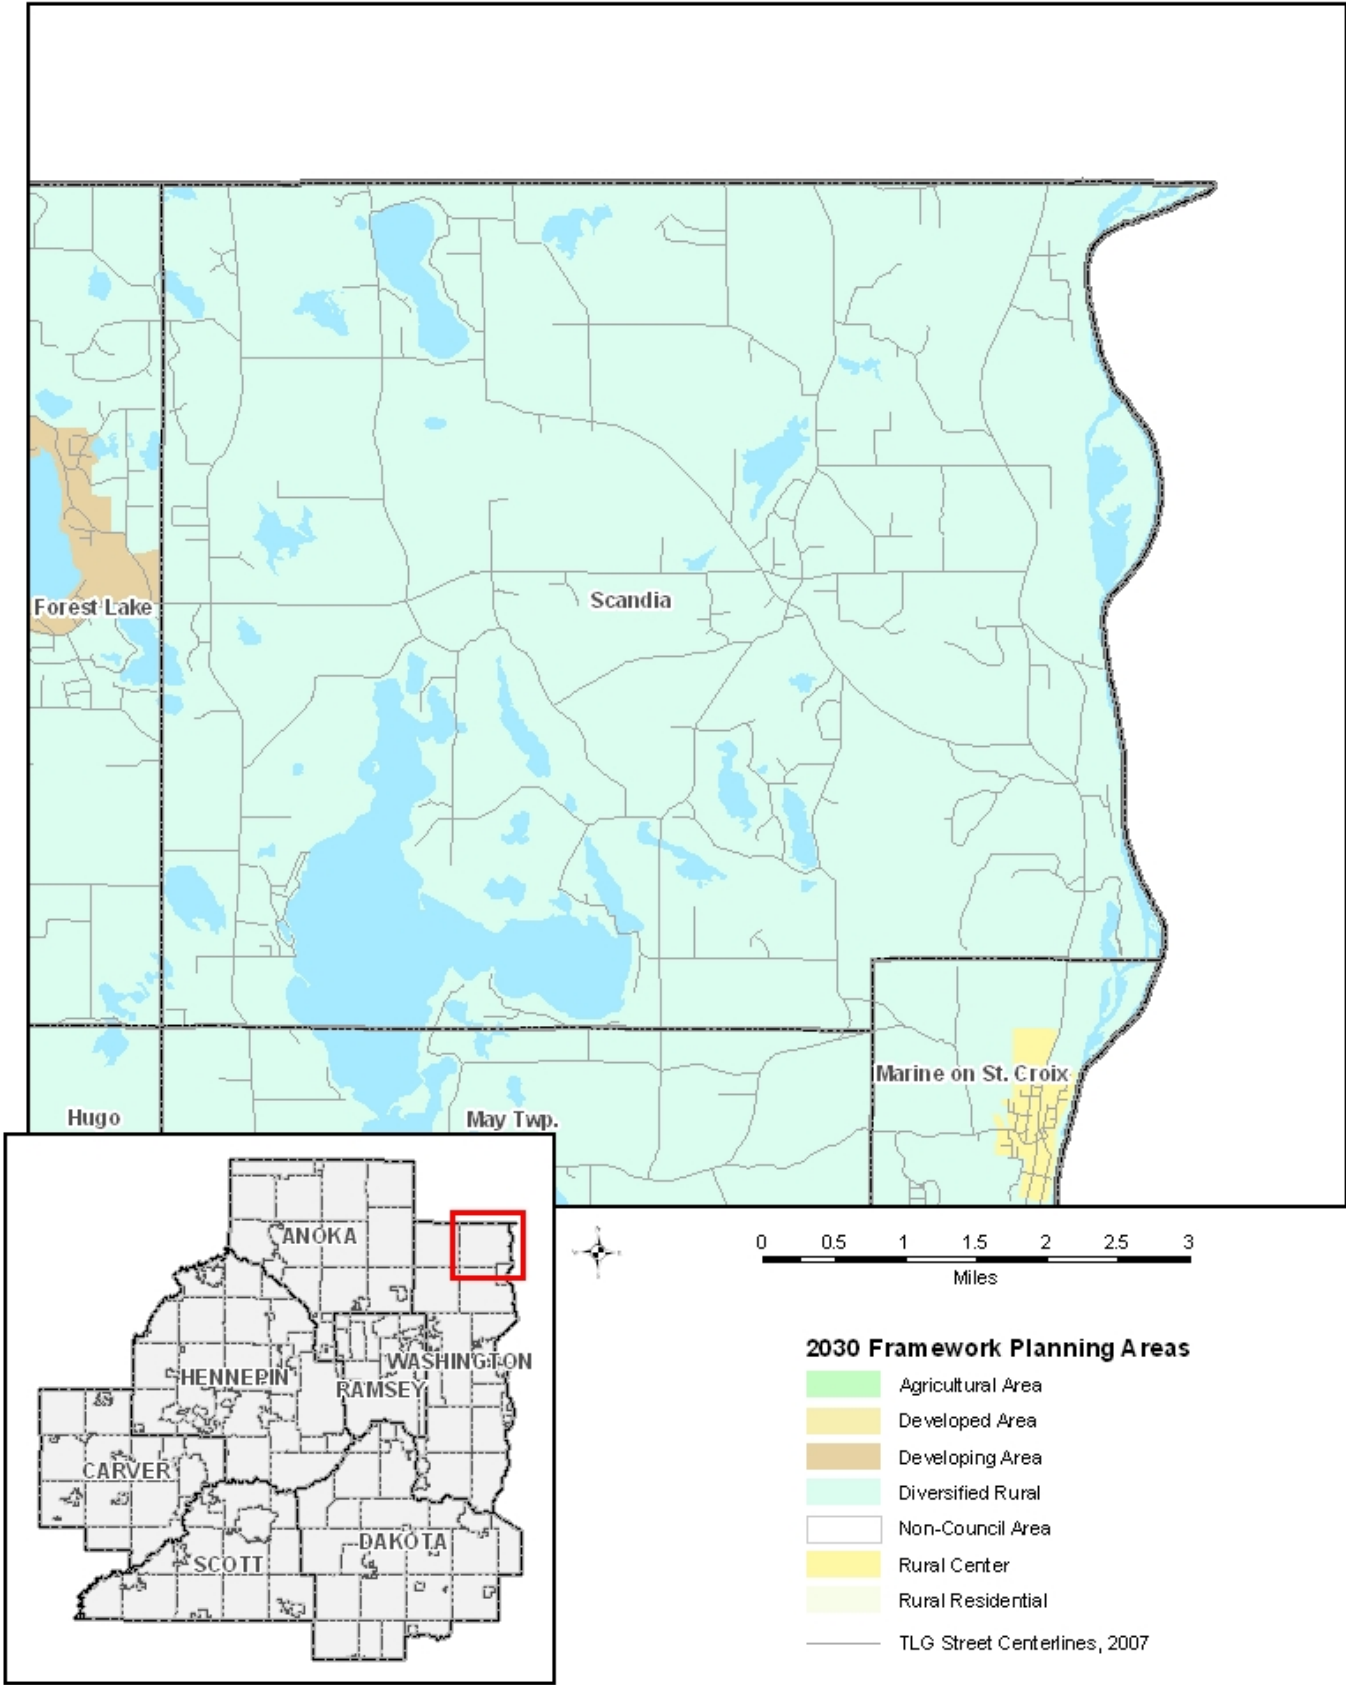 Scandia
Forest Lake
Marine on St. Croix
Hugo
May Twp.
ANOKA
WASHINGTON
HENNEPIN
RAMSEY
CARVER
DAKOTA
SCOTT
0 0.5 1 1.5 2 2.5 3
Miles
2030 Framework Planning Areas
Agricultural Area
Developed Area
Developing Area
Diversified Rural
Non-Council Area
Rural Center
Rural Residential
TLG Street Centerlines, 2007